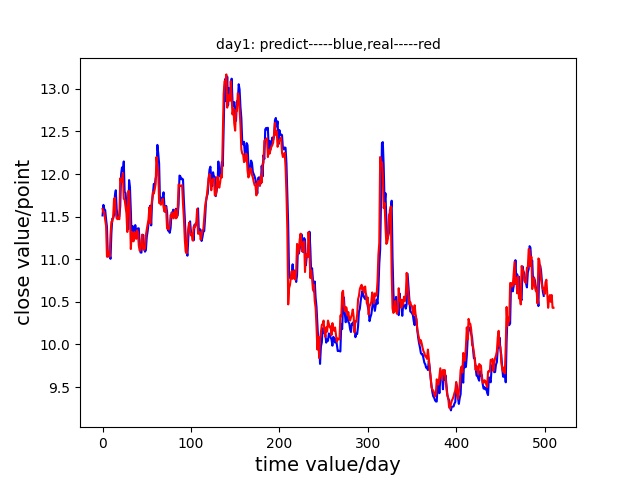 day1: predict-----blue,real-----red
13.0
12.5
12.0
11.5
11.0
10.5
10.0
9.5
close value/point
0 100 200 300 400 500
time value/day